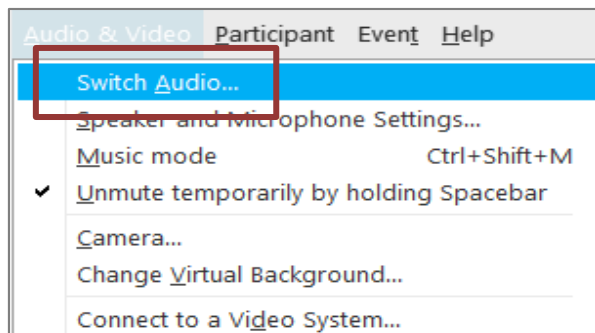 Audio & Video Participant Event Help
Switch Audio...
Speaker and Microphone Settings...
Music mode Ctrl+Shift+M
Unmute temporarily by holding Spacebar
Camera...
Change Virtual Background...
Connect to a Video System...